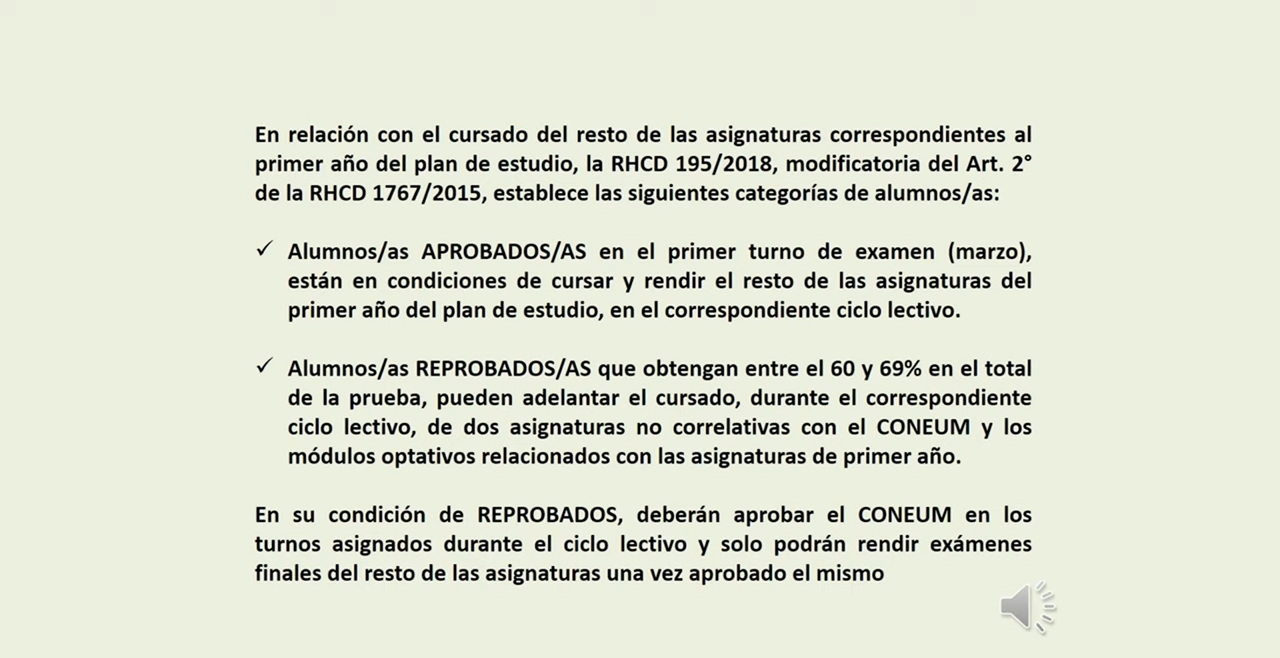 En relación con el cursado del resto de las asignaturas correspondientes al
primer año del plan de estudio, la RHCD 195/2018, modificatoria del Art. 2°
de la RHCD 1767/2015, establece las siguientes categorías de alumnos/as:
✓ Alumnos/as APROBADOS/AS en el primer turno de examen (marzo),
están en condiciones de cursar y rendir el resto de las asignaturas del
primer año del plan de estudio, en el correspondiente ciclo lectivo.
✓ Alumnos/as REPROBADOS/AS que obtengan entre el 60 y 69% en el total
de la prueba, pueden adelantar el cursado, durante el correspondiente
ciclo lectivo, de dos asignaturas no correlativas con el CONEUM y los
módulos optativos relacionados con las asignaturas de primer año.
En su condición de REPROBADOS, deberán aprobar el CONEUM en los
turnos asignados durante el ciclo lectivo y solo podrán rendir exámenes
finales del resto de las asignaturas una vez aprobado el mismo